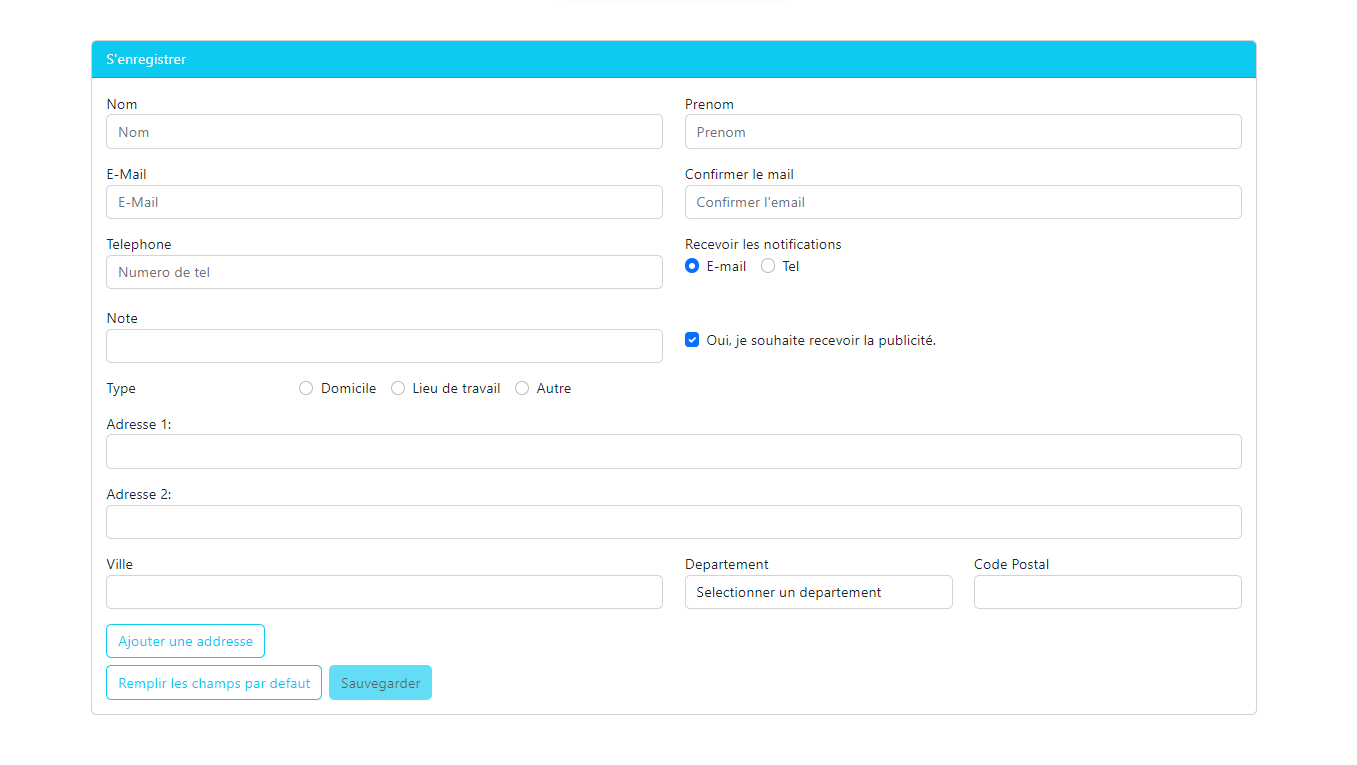 S'enregistrer
Nom
Prenom
Nom
Prenom
E-Mail
Confirmer le mail
E-Mail
Confirmer l'email
Telephone
Recevoir les notifications
Numero de tel
E-mail Tel
Note
Oui, je souhaite recevoir la publicité.
Type Domicile Lieu de travail Autre
Adresse 1:
Adresse 2:
Ville
Departement
Code Postal
Selectionner un departement
Ajouter une addresse
Remplir les champs par defaut
Sauvegarder